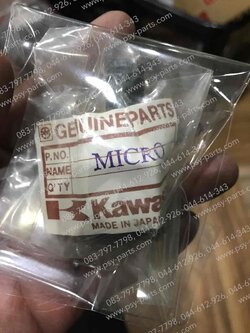 GENUINEPARTS
P.NO.
NAME MICRO
Q'TY
Kawa
MADE IN JAPAN
www.psy-parts.com
083-797-7798, 044-612-926, 044-614-243